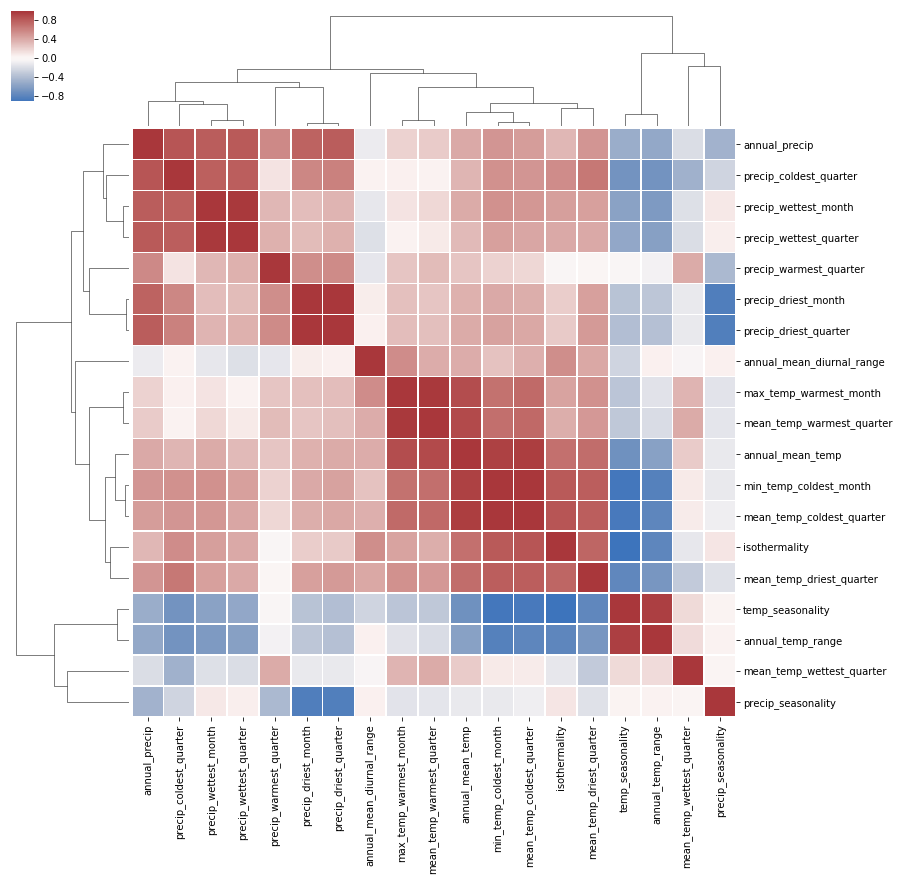 0.8
0.4
0.0
−0.4
−0.8
annual_precip
precip_coldest_quarter
precip_wettest_month
precip_wettest_quarter
precip_warmest_quarter
precip_driest_month
precip_driest_quarter
annual_mean_diurnal_range
max_temp_warmest_month
mean_temp_warmest_quarter
annual_mean_temp
min_temp_coldest_month
mean_temp_coldest_quarter
isothermality
mean_temp_driest_quarter
temp_seasonality
annual_temp_range
mean_temp_wettest_quarter
precip_seasonality
annual_precip
precip_coldest_quarter
precip_wettest_month
precip_wettest_quarter
precip_warmest_quarter
precip_driest_month
precip_driest_quarter
annual_mean_diurnal_range
max_temp_warmest_month
mean_temp_warmest_quarter
annual_mean_temp
min_temp_coldest_month
mean_temp_coldest_quarter
isothermality
mean_temp_driest_quarter
temp_seasonality
annual_temp_range
mean_temp_wettest_quarter
precip_seasonality